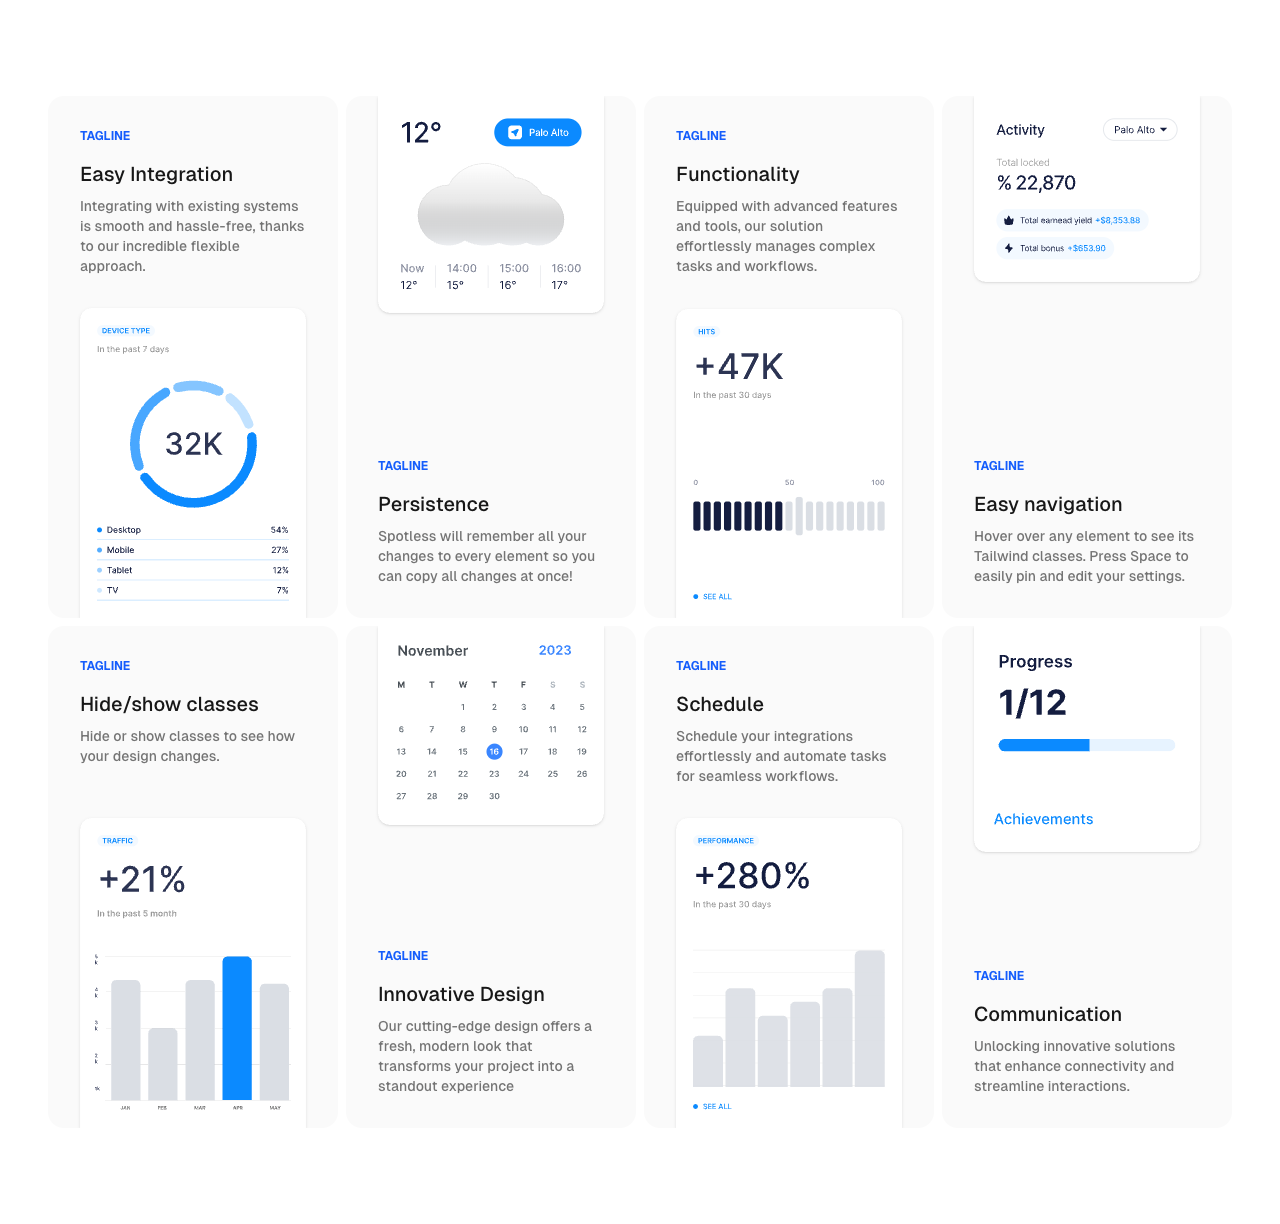 TAGLINE
Easy Integration
Integrating with existing systems
is smooth and hassle-free, thanks
to our incredible flexible
approach.
DEVICE TYPE
In the past 7 days
32K
Desktop 54%
Mobile 27%
Tablet 12%
TV 7%
12°
Palo Alto
Now 14:00 15:00 16:00
12° 15° 16° 17°
TAGLINE
Persistence
Spotless will remember all your
changes to every element so you
can copy all changes at once!
TAGLINE
Functionality
Equipped with advanced features
and tools, our solution
effortlessly manages complex
tasks and workflows.
HITS
+47K
In the past 30 days
0 50 100
SEE ALL
Activity
Palo Alto
Total locked
% 22,870
Total earnead yield +$8,353.88
Total bonus +$653.90
TAGLINE
Easy navigation
Hover over any element to see its
Tailwind classes. Press Space to
easily pin and edit your settings.
TAGLINE
Hide/show classes
Hide or show classes to see how
your design changes.
TRAFFIC
+21%
In the past 5 month
5
k
4
k
3
k
2
k
1k
JAN FEB MAR APR MAY
November 2023
M T W T F S S
1 2 3 4 5
6 7 8 9 10 11 12
13 14 15 16 17 18 19
20 21 22 23 24 25 26
27 28 29 30
TAGLINE
Innovative Design
Our cutting-edge design offers a
fresh, modern look that
transforms your project into a
standout experience
TAGLINE
Schedule
Schedule your integrations
effortlessly and automate tasks
for seamless workflows.
PERFORMANCE
+280%
In the past 30 days
SEE ALL
Progress
1/12
Achievements
TAGLINE
Communication
Unlocking innovative solutions
that enhance connectivity and
streamline interactions.